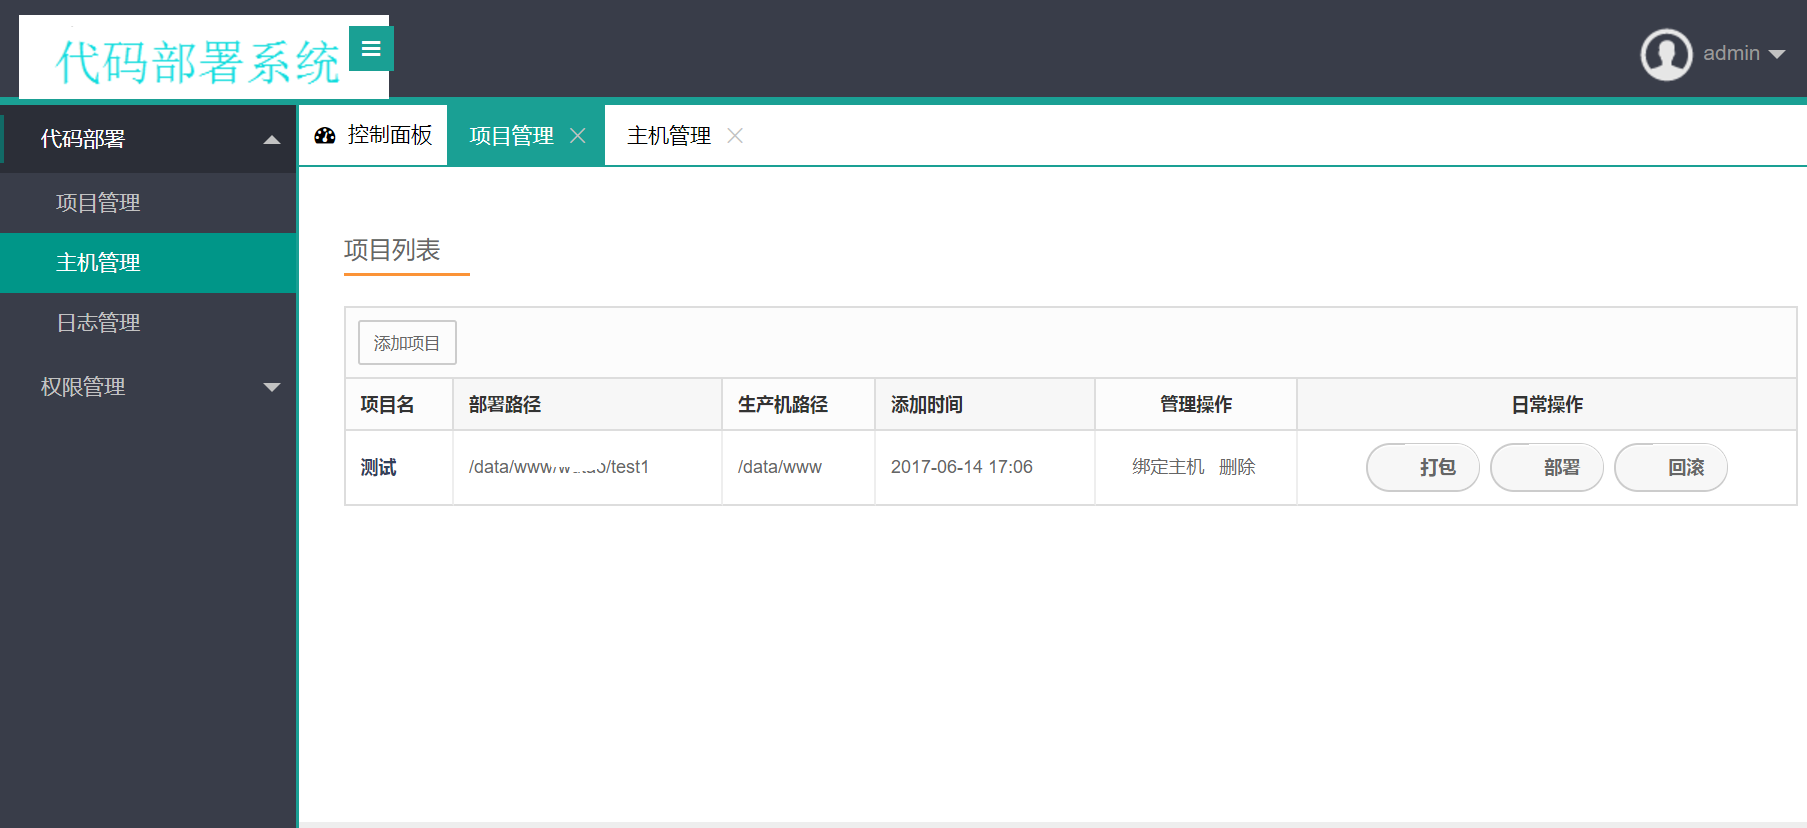 代码部署系统
admin
代码部署
项目管理
主机管理
日志管理
权限管理
控制面板 项目管理 主机管理
项目列表
添加项目
项目名 部署路径 生产机路径 添加时间 管理操作 日常操作
测试 /data/www/ /test1 /data/www 2017-06-14 17:06 绑定主机 删除 打包 部署 回滚